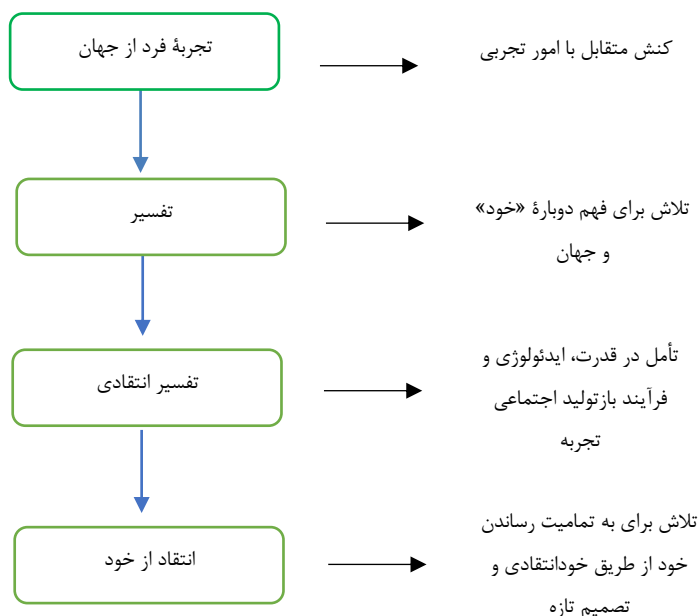 تجربهٔ فرد از جهان
کنش متقابل با امور تجربی
تفسیر
تلاش برای فهم دوبارهٔ «خود»
و جهان
تفسیر انتقادی
تأمل در قدرت، ایدئولوژی و
فرآیند بازتولید اجتماعی
تجربه
انتقاد از خود
تلاش برای به تمامیت رساندن
خود از طریق خودانتقادی و
تصمیم تازه